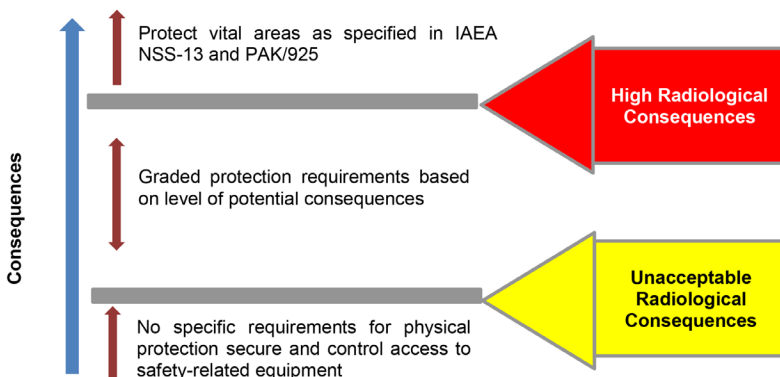 Protect vital areas as specified in IAEA
NSS-13 and PAK/925
High Radiological
Consequences
Consequences
Graded protection requirements based
on level of potential consequences
Unacceptable
Radiological
Consequences
No specific requirements for physical
protection secure and control access to
safety-related equipment